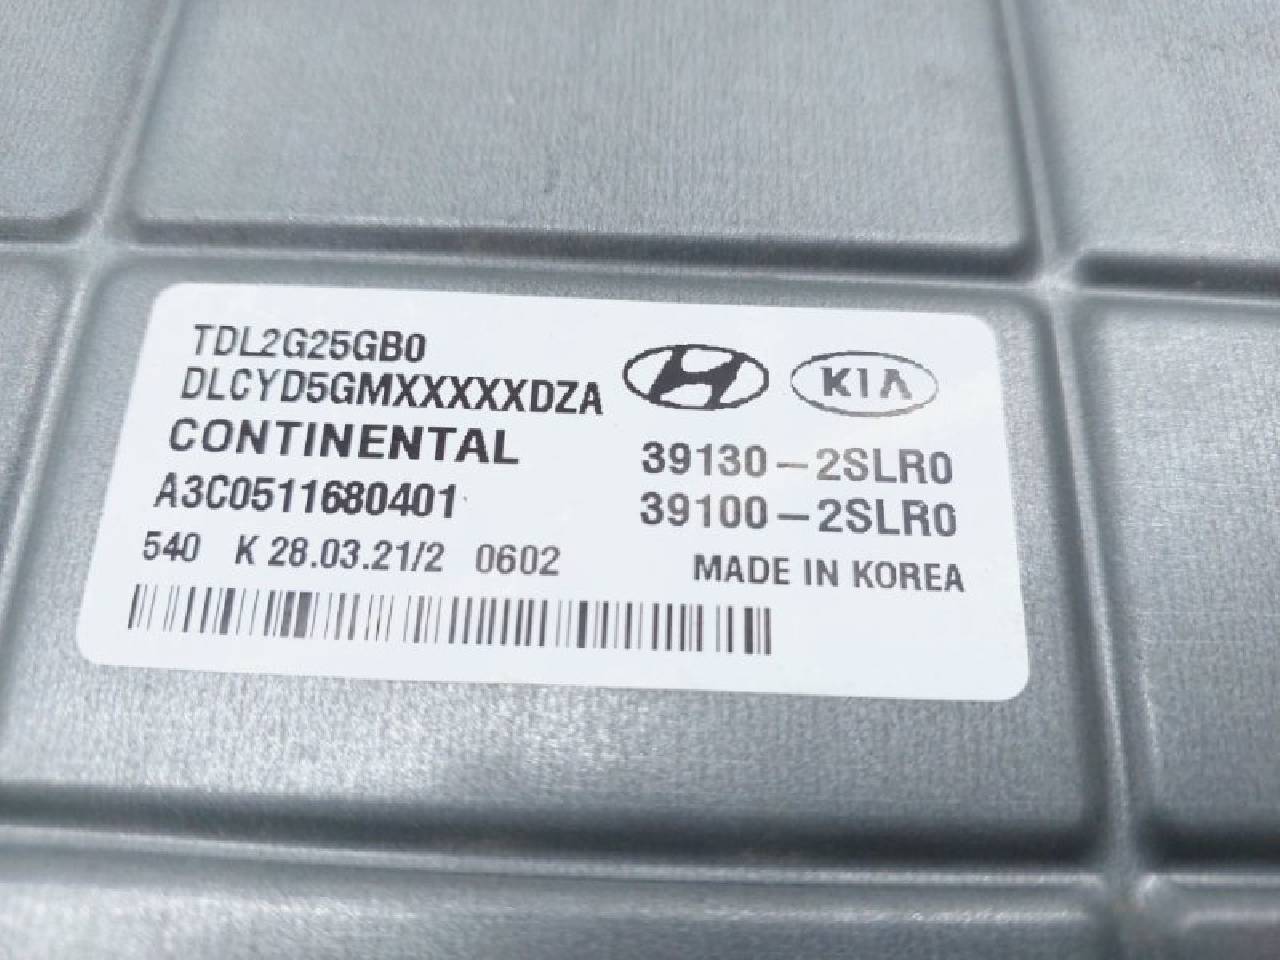 TDL2G25GB0
DLCYD5GMXXXXXDZA
CONTINENTAL
A3C0511680401
540 K 28.03.21/2 0602
KIA
39130-2SLR0
39100-2SLR0
MADE IN KOREA